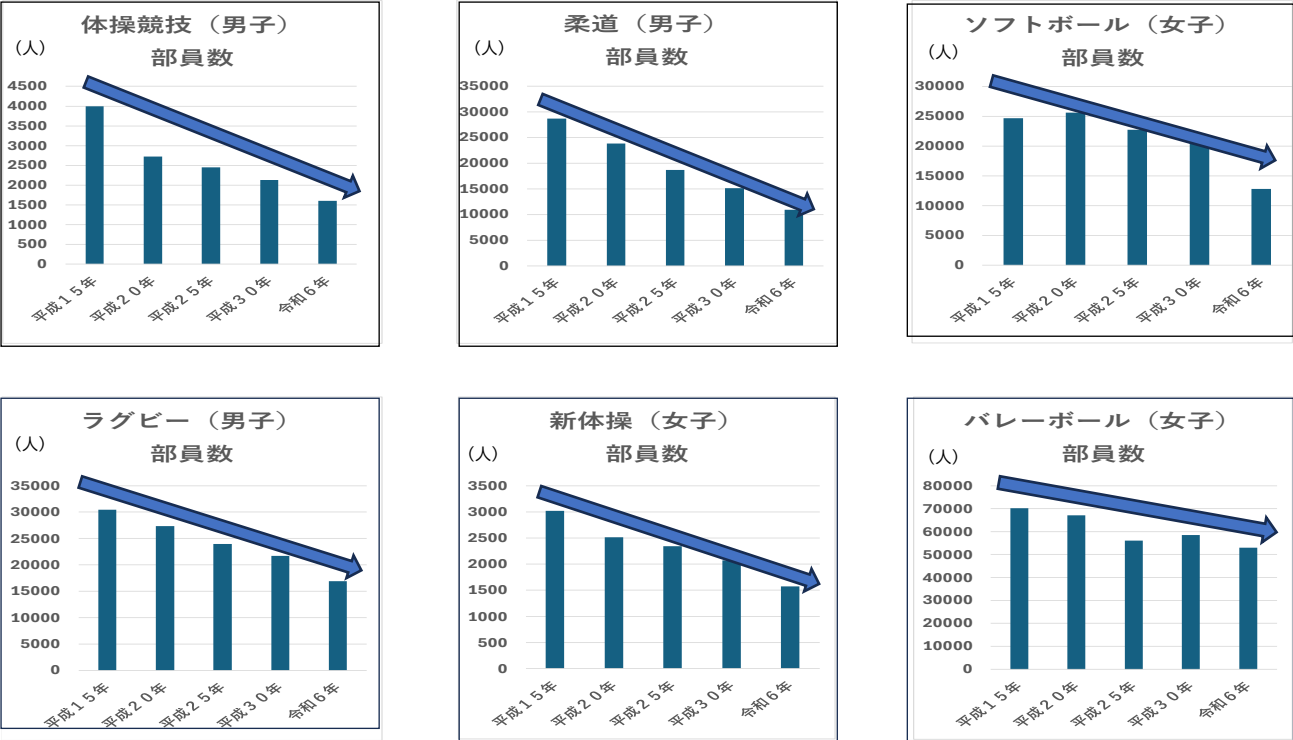 体操競技（男子）
部員数
（人）
4500
4000
3500
3000
2500
2000
1500
1000
500
0
平成１５年
平成２０年
平成２５年
平成３０年
令和６年
柔道（男子）
部員数
（人）
35000
30000
25000
20000
15000
10000
5000
0
平成１５年
平成２０年
平成２５年
平成３０年
令和６年
ソフトボール（女子）
部員数
（人）
30000
25000
20000
15000
10000
5000
0
平成１５年
平成２０年
平成２５年
平成３０年
令和６年
ラグビー（男子）
部員数
（人）
35000
30000
25000
20000
15000
10000
5000
0
平成１５年
平成２０年
平成２５年
平成３０年
令和６年
新体操（女子）
部員数
（人）
3500
3000
2500
2000
1500
1000
500
0
平成１５年
平成２０年
平成２５年
平成３０年
令和６年
バレーボール（女子）
部員数
（人）
80000
70000
60000
50000
40000
30000
20000
10000
0
平成１５年
平成２０年
平成２５年
平成３０年
令和６年